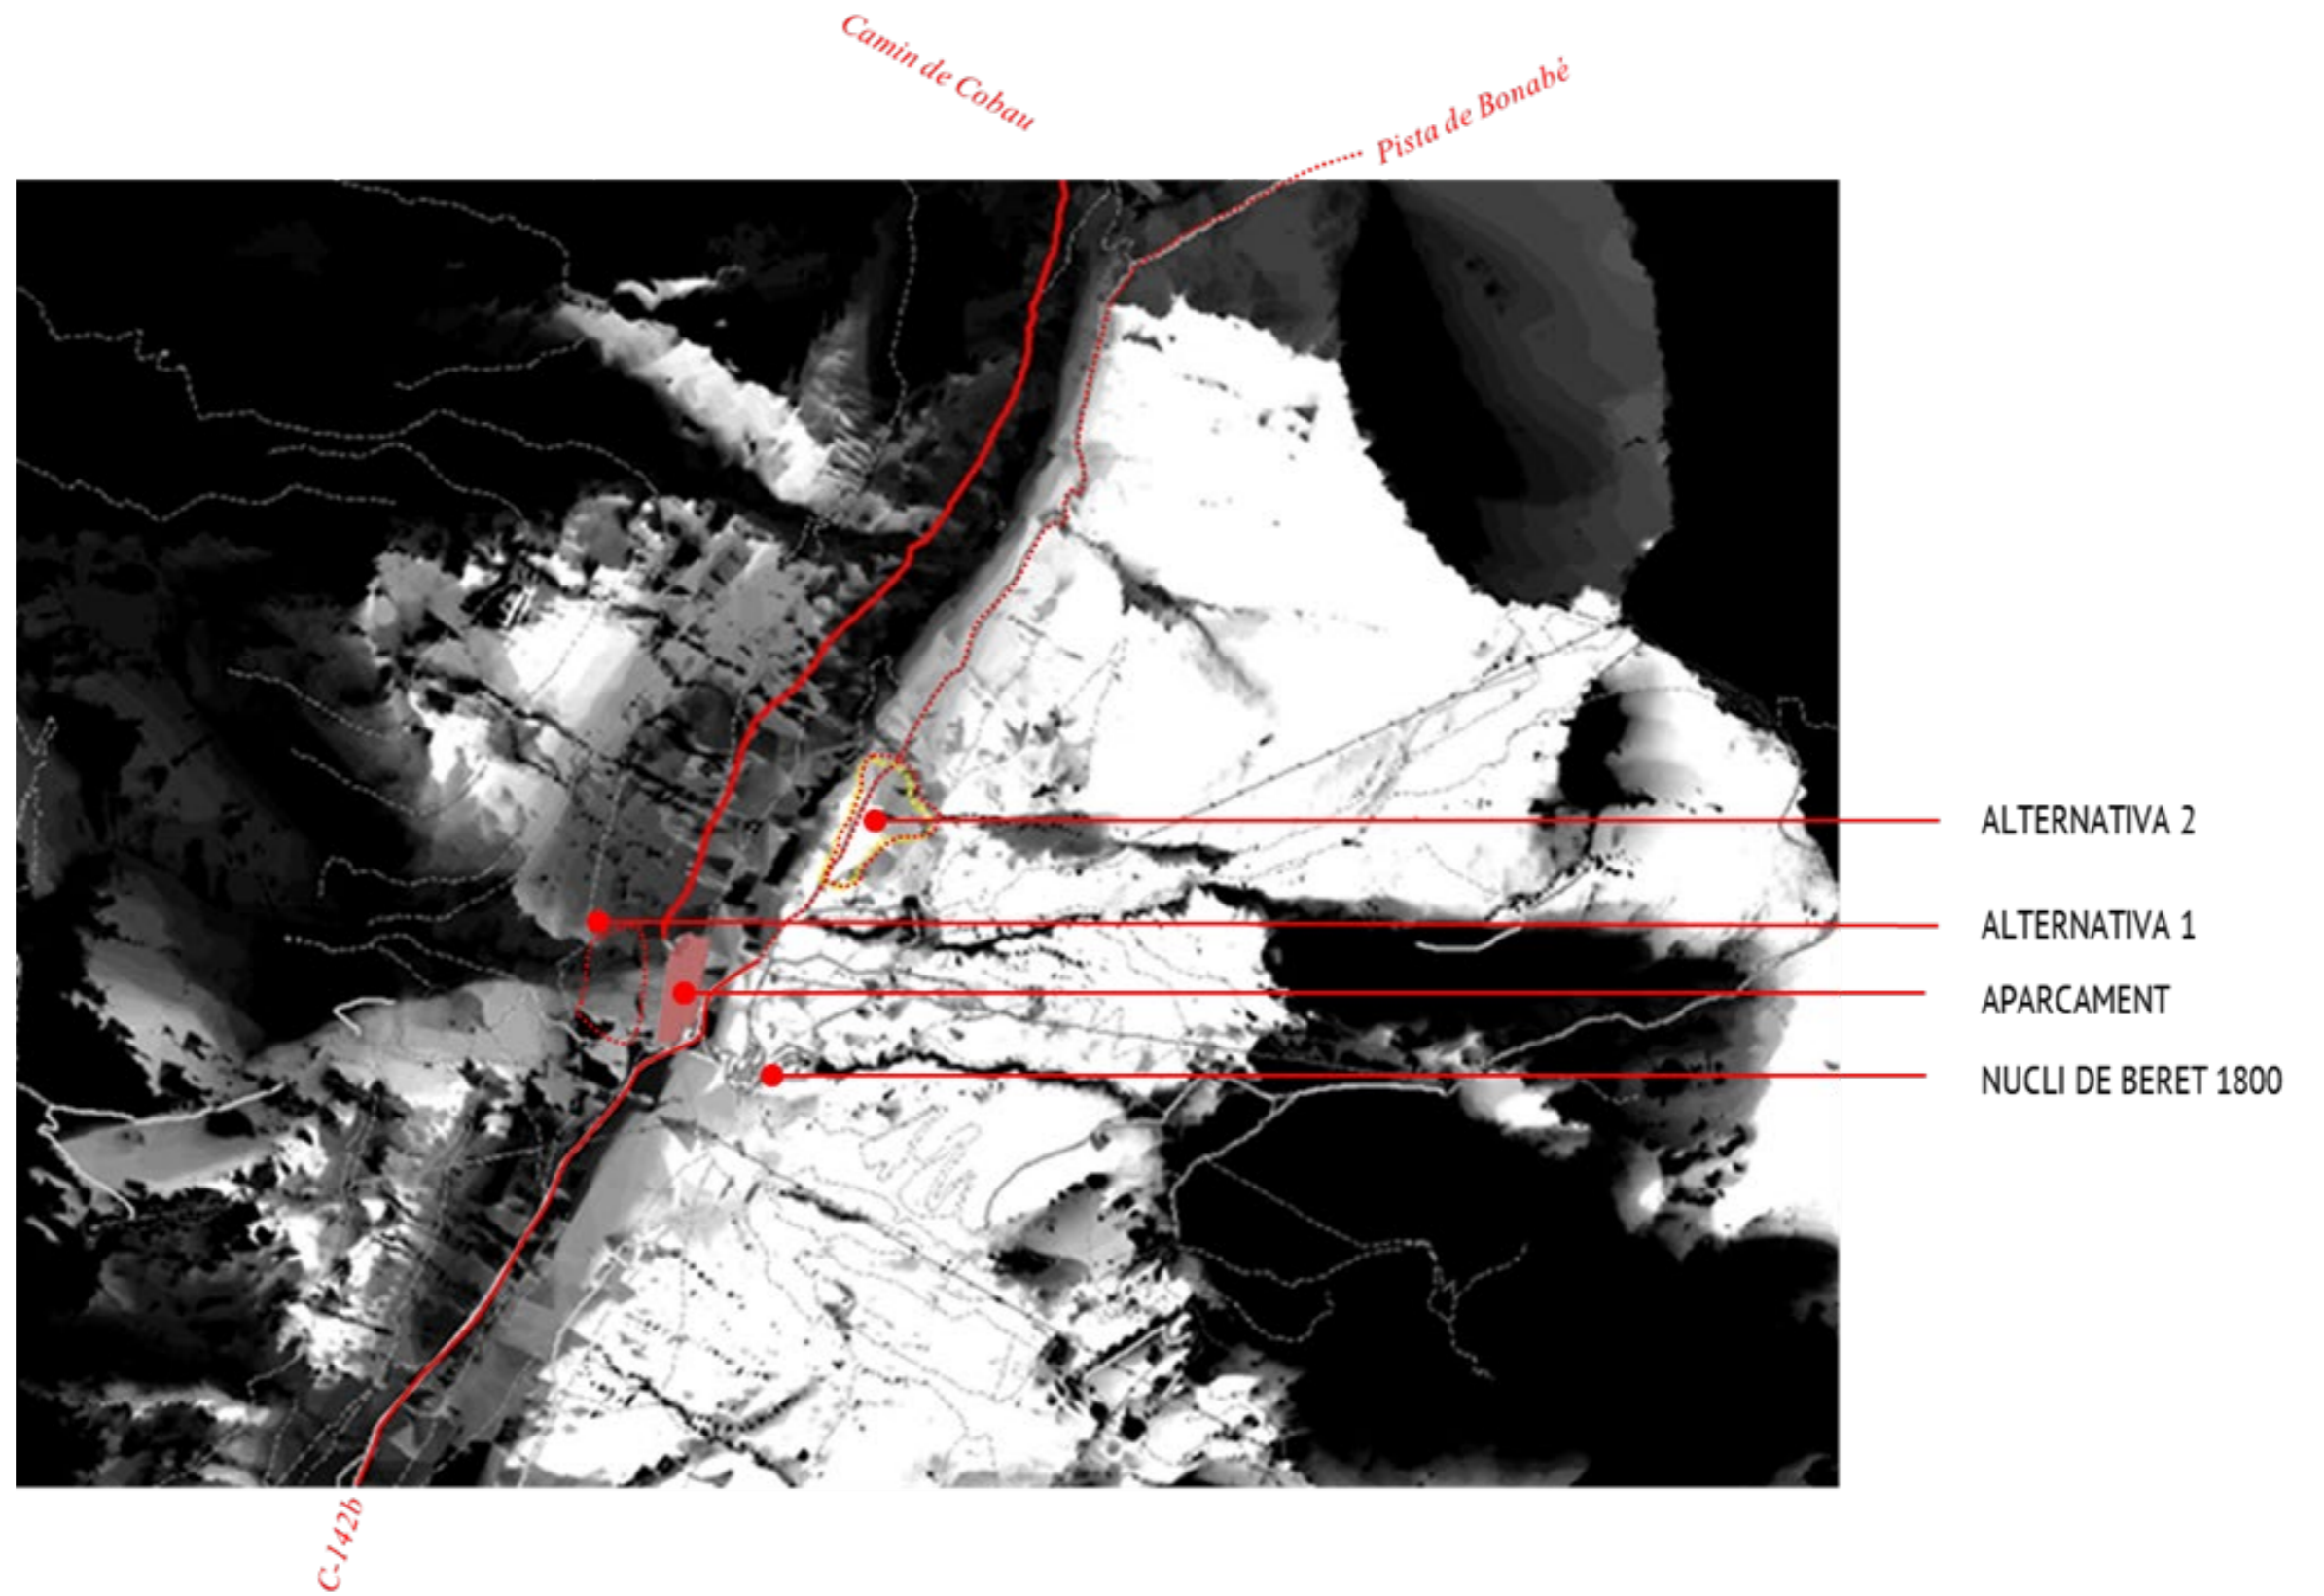 Camin de Cobau
Pista de Bonabé
ALTERNATIVA 2
ALTERNATIVA 1
APARCAMENT
NUCLI DE BERET 1800
C-142b